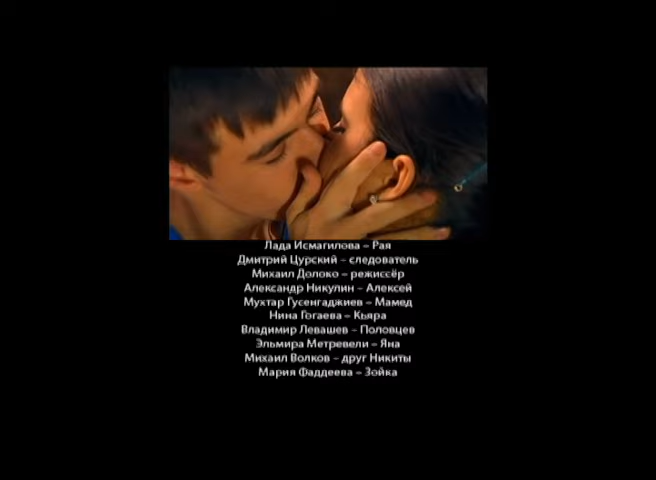 Лада Исмагилова – Рая
Дмитрий Цурский – следователь
Михаил Долоко – режиссёр
Александр Никулин – Алексей
Мухтар Гусенгаджиев – Мамед
Нина Гогаева – Кьяра
Владимир Левашев – Половцев
Эльмира Метревели – Яна
Михаил Волков – друг Никиты
Мария Фаддеева – Зойка